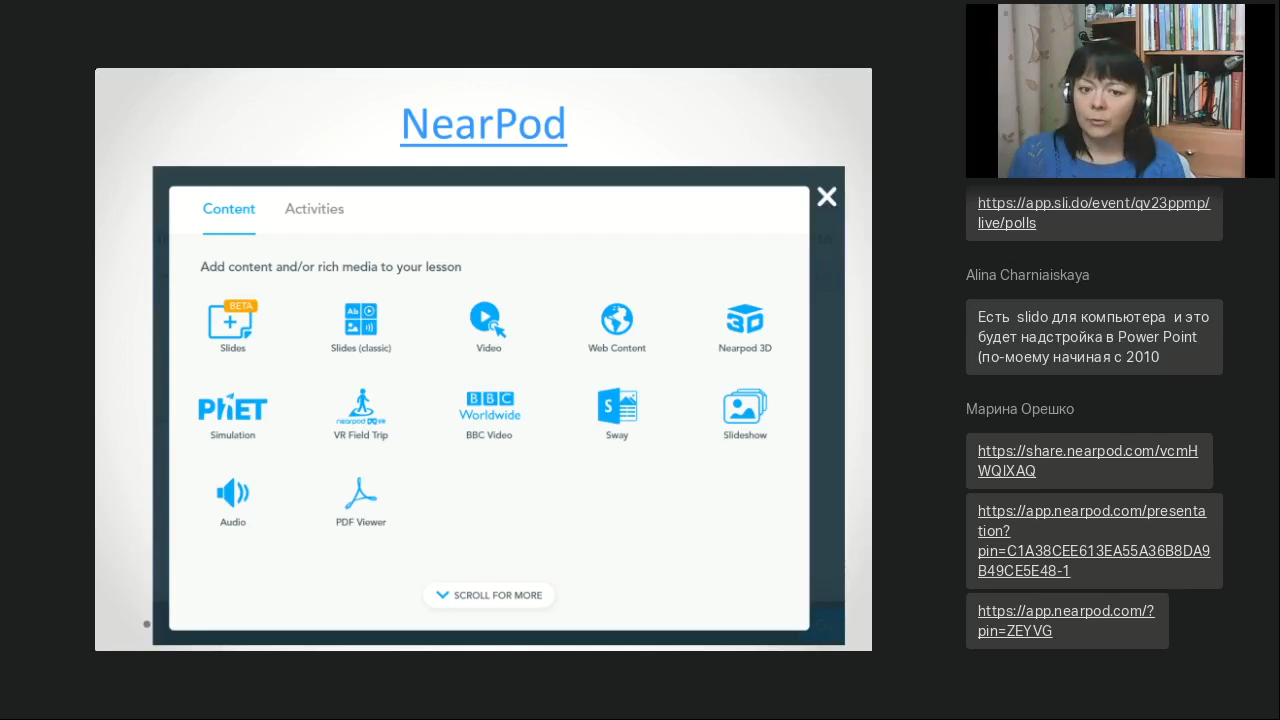 NearPod
Content Activities
Add content and/or rich media to your lesson
BETA
Slides
Ab
Slides (classic)
Video
Web Content
3D
Nearpod 3D
PhET
Simulation
nearpod VR
VR Field Trip
BBC
Worldwide
BBC Video
S
Sway
Slideshow
Audio
PDF Viewer
SCROLL FOR MORE
https://app.sli.do/event/qv23ppmp/
live/polls
Alina Charniaiskaya
Есть slido для компьютера и это
будет надстройка в Power Point
(по-моему начиная с 2010
Марина Орешко
https://share.nearpod.com/vcmH
WQIXAQ
https://app.nearpod.com/presenta
tion?
pin=C1A38CEE613EA55A36B8DA9
B49CE5E48-1
https://app.nearpod.com/?
pin=ZEYVG